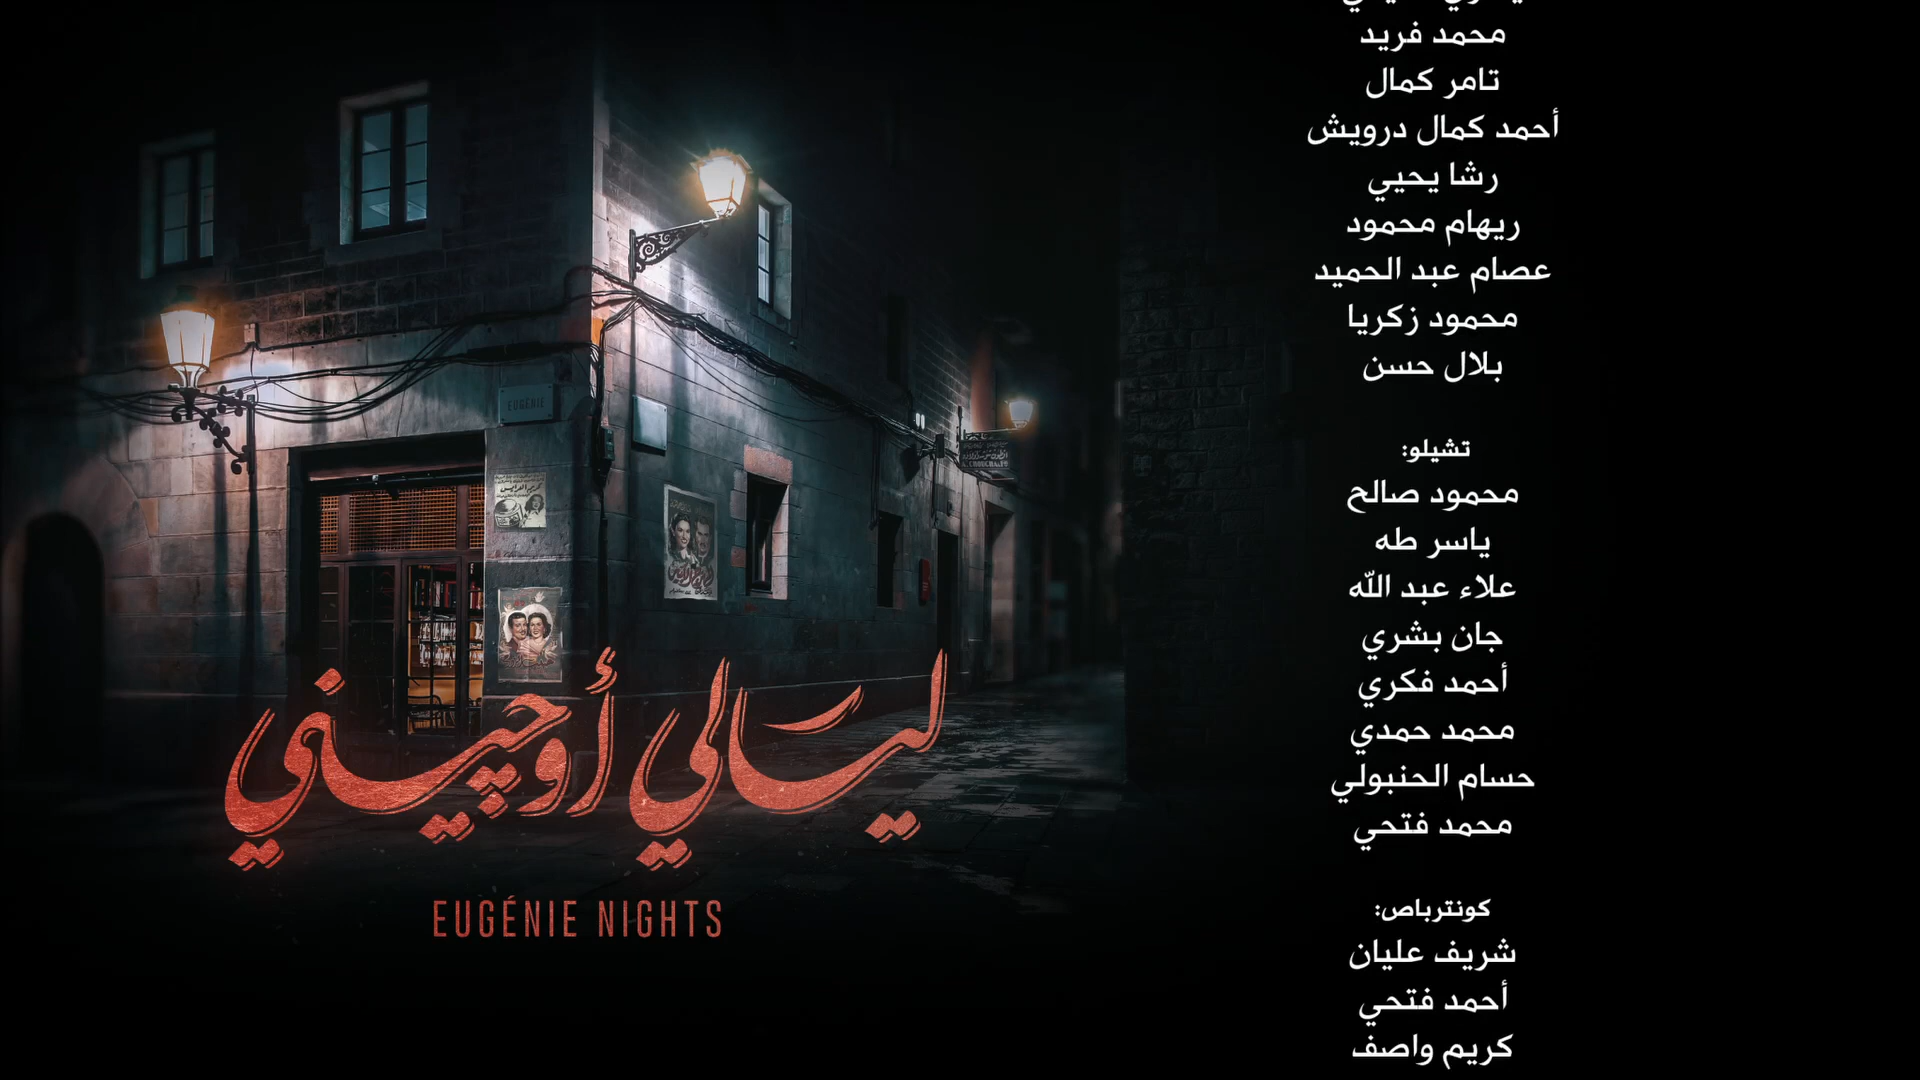 محمد فريد
تامر كمال
أحمد كمال درويش
رشا يحيي
ريهام محمود
عصام عبد الحميد
محمود زكريا
بلال حسن
تشيلو:
محمود صالح
ياسر طه
علاء عبد الله
جان بشري
أحمد فكري
محمد حمدي
حسام الحنبولي
محمد فتحي
كونترباص:
شريف عليان
أحمد فتحي
كريم واصف
EUGÉNIE
ليالي أوچيني
EUGÉNIE NIGHTS